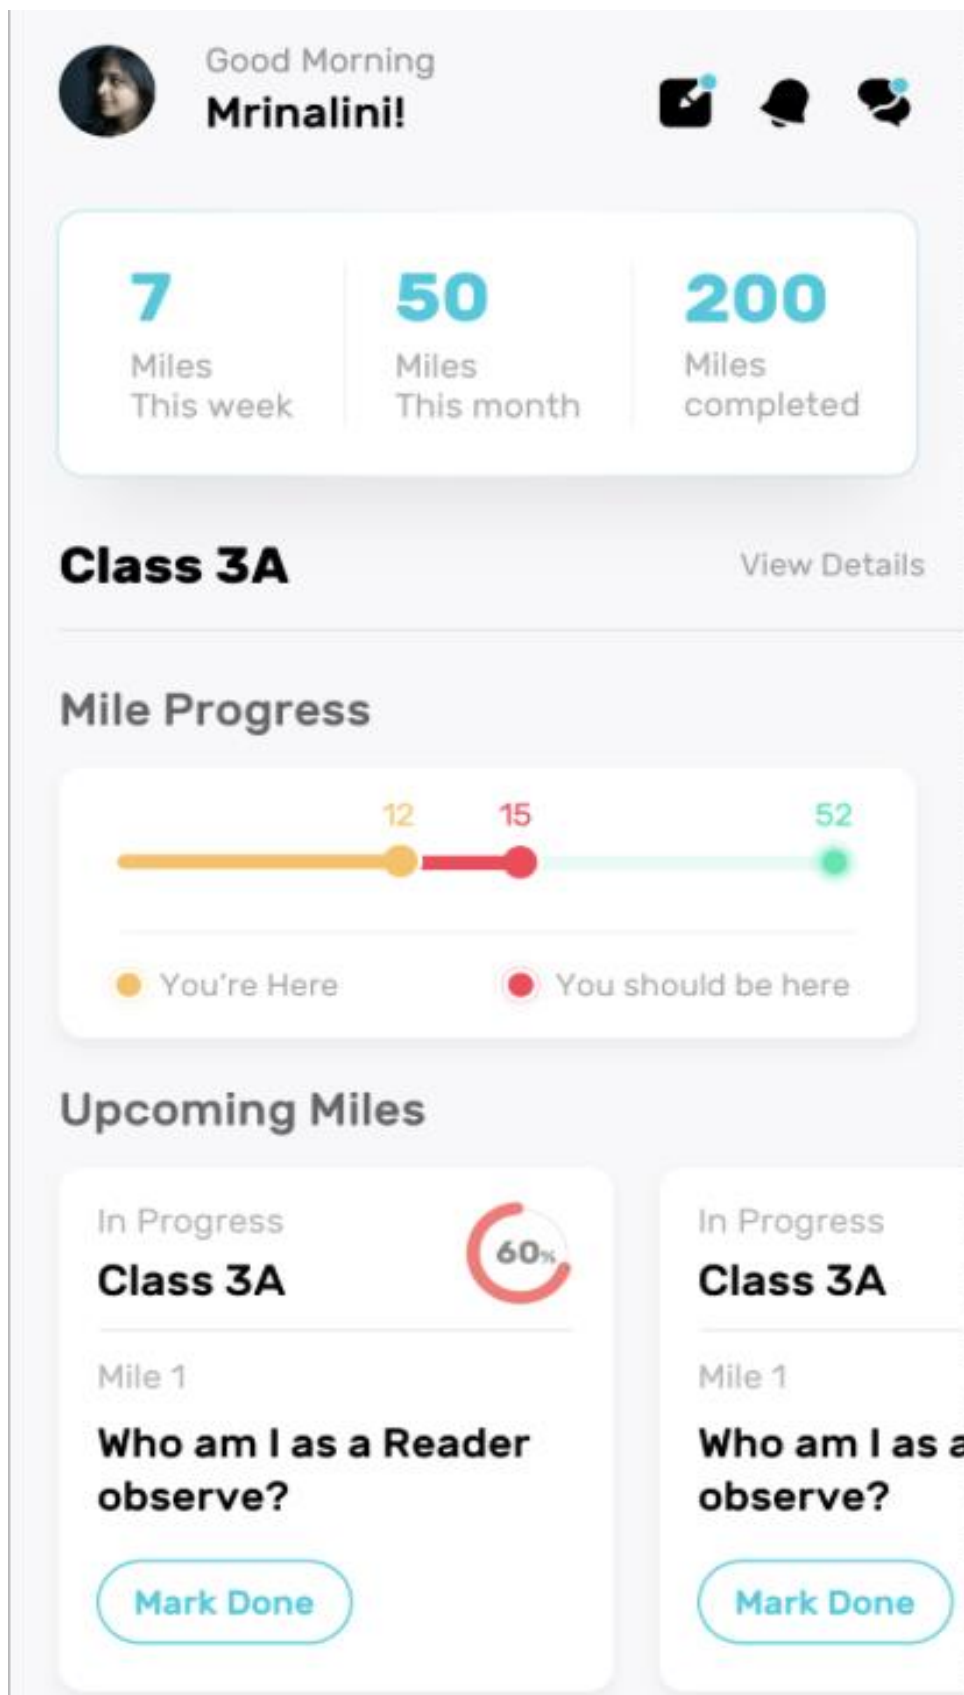 Good Morning
Mrinalini!
7
Miles
This week
50
Miles
This month
200
Miles
completed
Class 3A
View Details
Mile Progress
12
15
52
You're Here
You should be here
Upcoming Miles
In Progress
Class 3A
60%
Mile 1
Who am I as a Reader
observe?
Mark Done
In Progress
Class 3A
Mile 1
Who am I as a
observe?
Mark Done